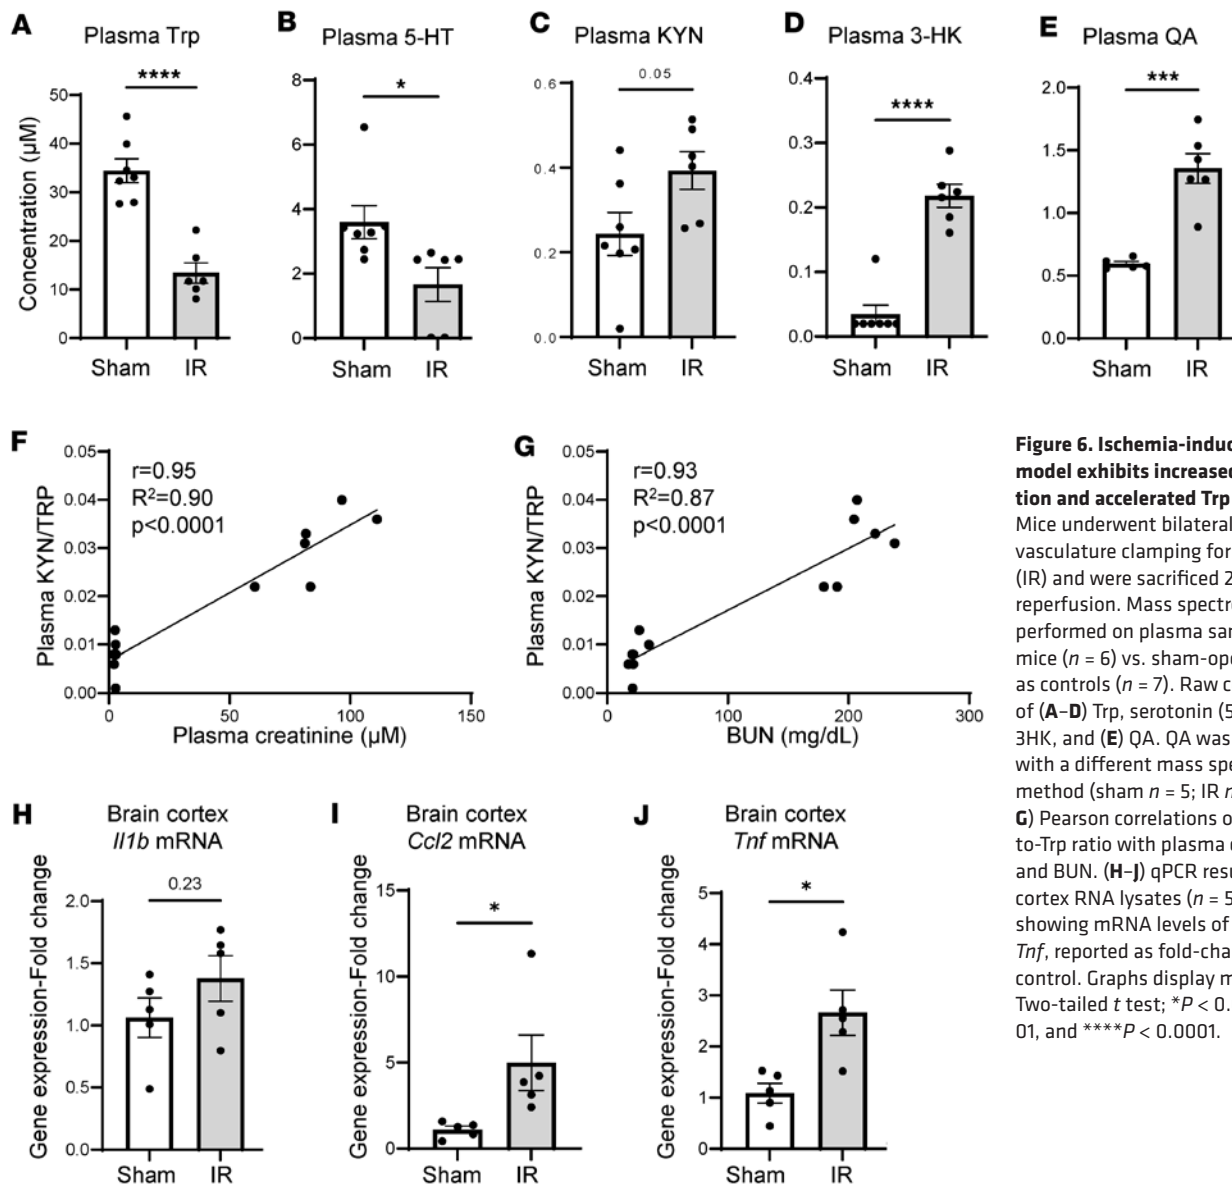 A
Plasma Trp
Concentration (µM)
50
40
30
20
10
0
****
Sham IR
B
Plasma 5-HT
8
6
4
2
0
*
Sham IR
C
Plasma KYN
0.6
0.4
0.2
0.0
0.05
Sham IR
D
Plasma 3-HK
0.4
0.3
0.2
0.1
0.0
****
Sham IR
E
Plasma QA
2.0
1.5
1.0
0.5
0.0
***
Sham IR
F
Plasma KYN/TRP
0.05
0.04
0.03
0.02
0.01
0.00
r=0.95
R²=0.90
p<0.0001
0 50 100 150
Plasma creatinine (µM)
G
Plasma KYN/TRP
0.05
0.04
0.03
0.02
0.01
0.00
r=0.93
R²=0.87
p<0.0001
0 100 200 300
BUN (mg/dL)
Figure 6. Ischemia-induc
model exhibits increased
tion and accelerated Trp
Mice underwent bilateral
vasculature clamping for
(IR) and were sacrificed 2
reperfusion. Mass spectr
performed on plasma sar
mice (n = 6) vs. sham-op
as controls (n = 7). Raw c
of (A–D) Trp, serotonin (5
3HK, and (E) QA. QA was
with a different mass spe
method (sham n = 5; IR n
G) Pearson correlations o
to-Trp ratio with plasma
and BUN. (H–J) qPCR resu
cortex RNA lysates (n = 5
showing mRNA levels of
Tnf, reported as fold-cha
control. Graphs display m
Two-tailed t test; *P < 0.
01, and ****P < 0.0001.
H
Brain cortex
Il1b mRNA
Gene expression-Fold change
2.0
1.5
1.0
0.5
0.0
0.23
Sham IR
I
Brain cortex
Ccl2 mRNA
Gene expression-Fold change
15
10
5
0
*
Sham IR
J
Brain cortex
Tnf mRNA
Gene expression-Fold change
5
4
3
2
1
0
*
Sham IR